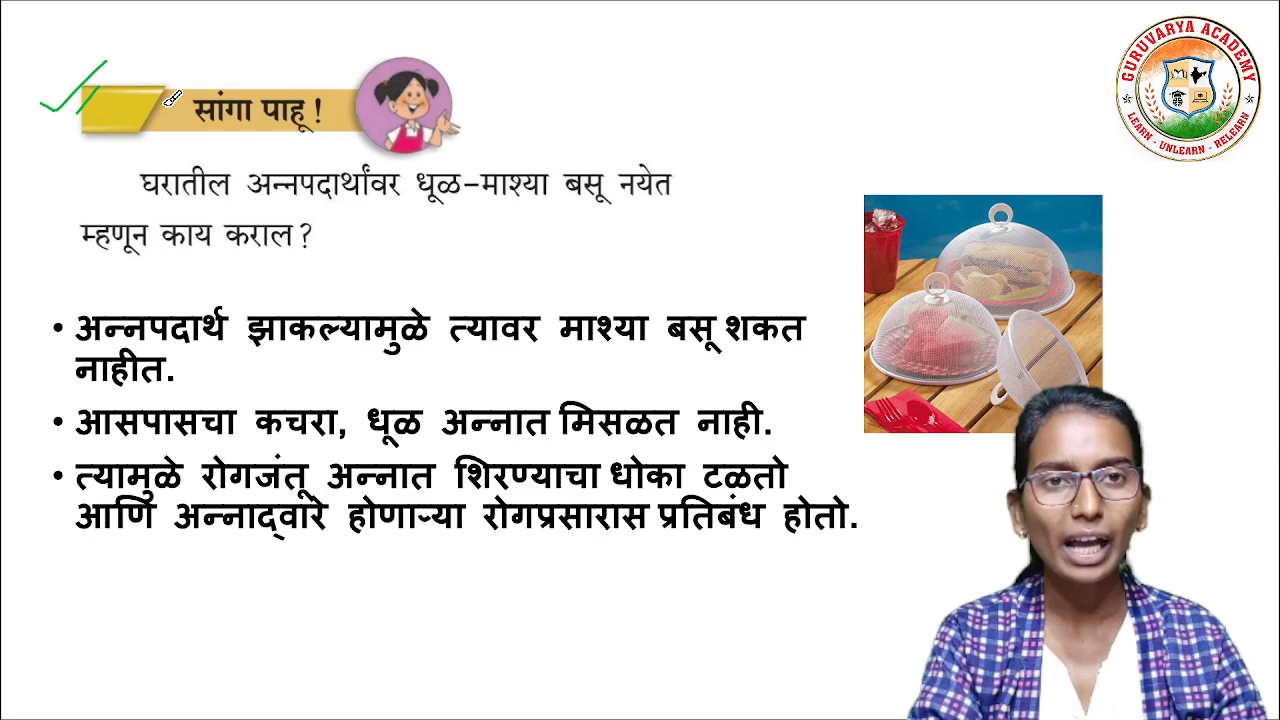 सांगा पाहू !
घरातील अन्नपदार्थांवर धूळ-माश्या बसू नयेत
म्हणून काय कराल?
• अन्नपदार्थ झाकल्यामुळे त्यावर माश्या बसू शकत
नाहीत.
• आसपासचा कचरा, धूळ अन्नात मिसळत नाही.
• त्यामुळे रोगजंतू अन्नात शिरण्याचा धोका टळतो
आणि अन्नाद्वारे होणाऱ्या रोगप्रसारास प्रतिबंध होतो.
GURUVARYA ACADEMY
LEARN - UNLEARN - RELEARN